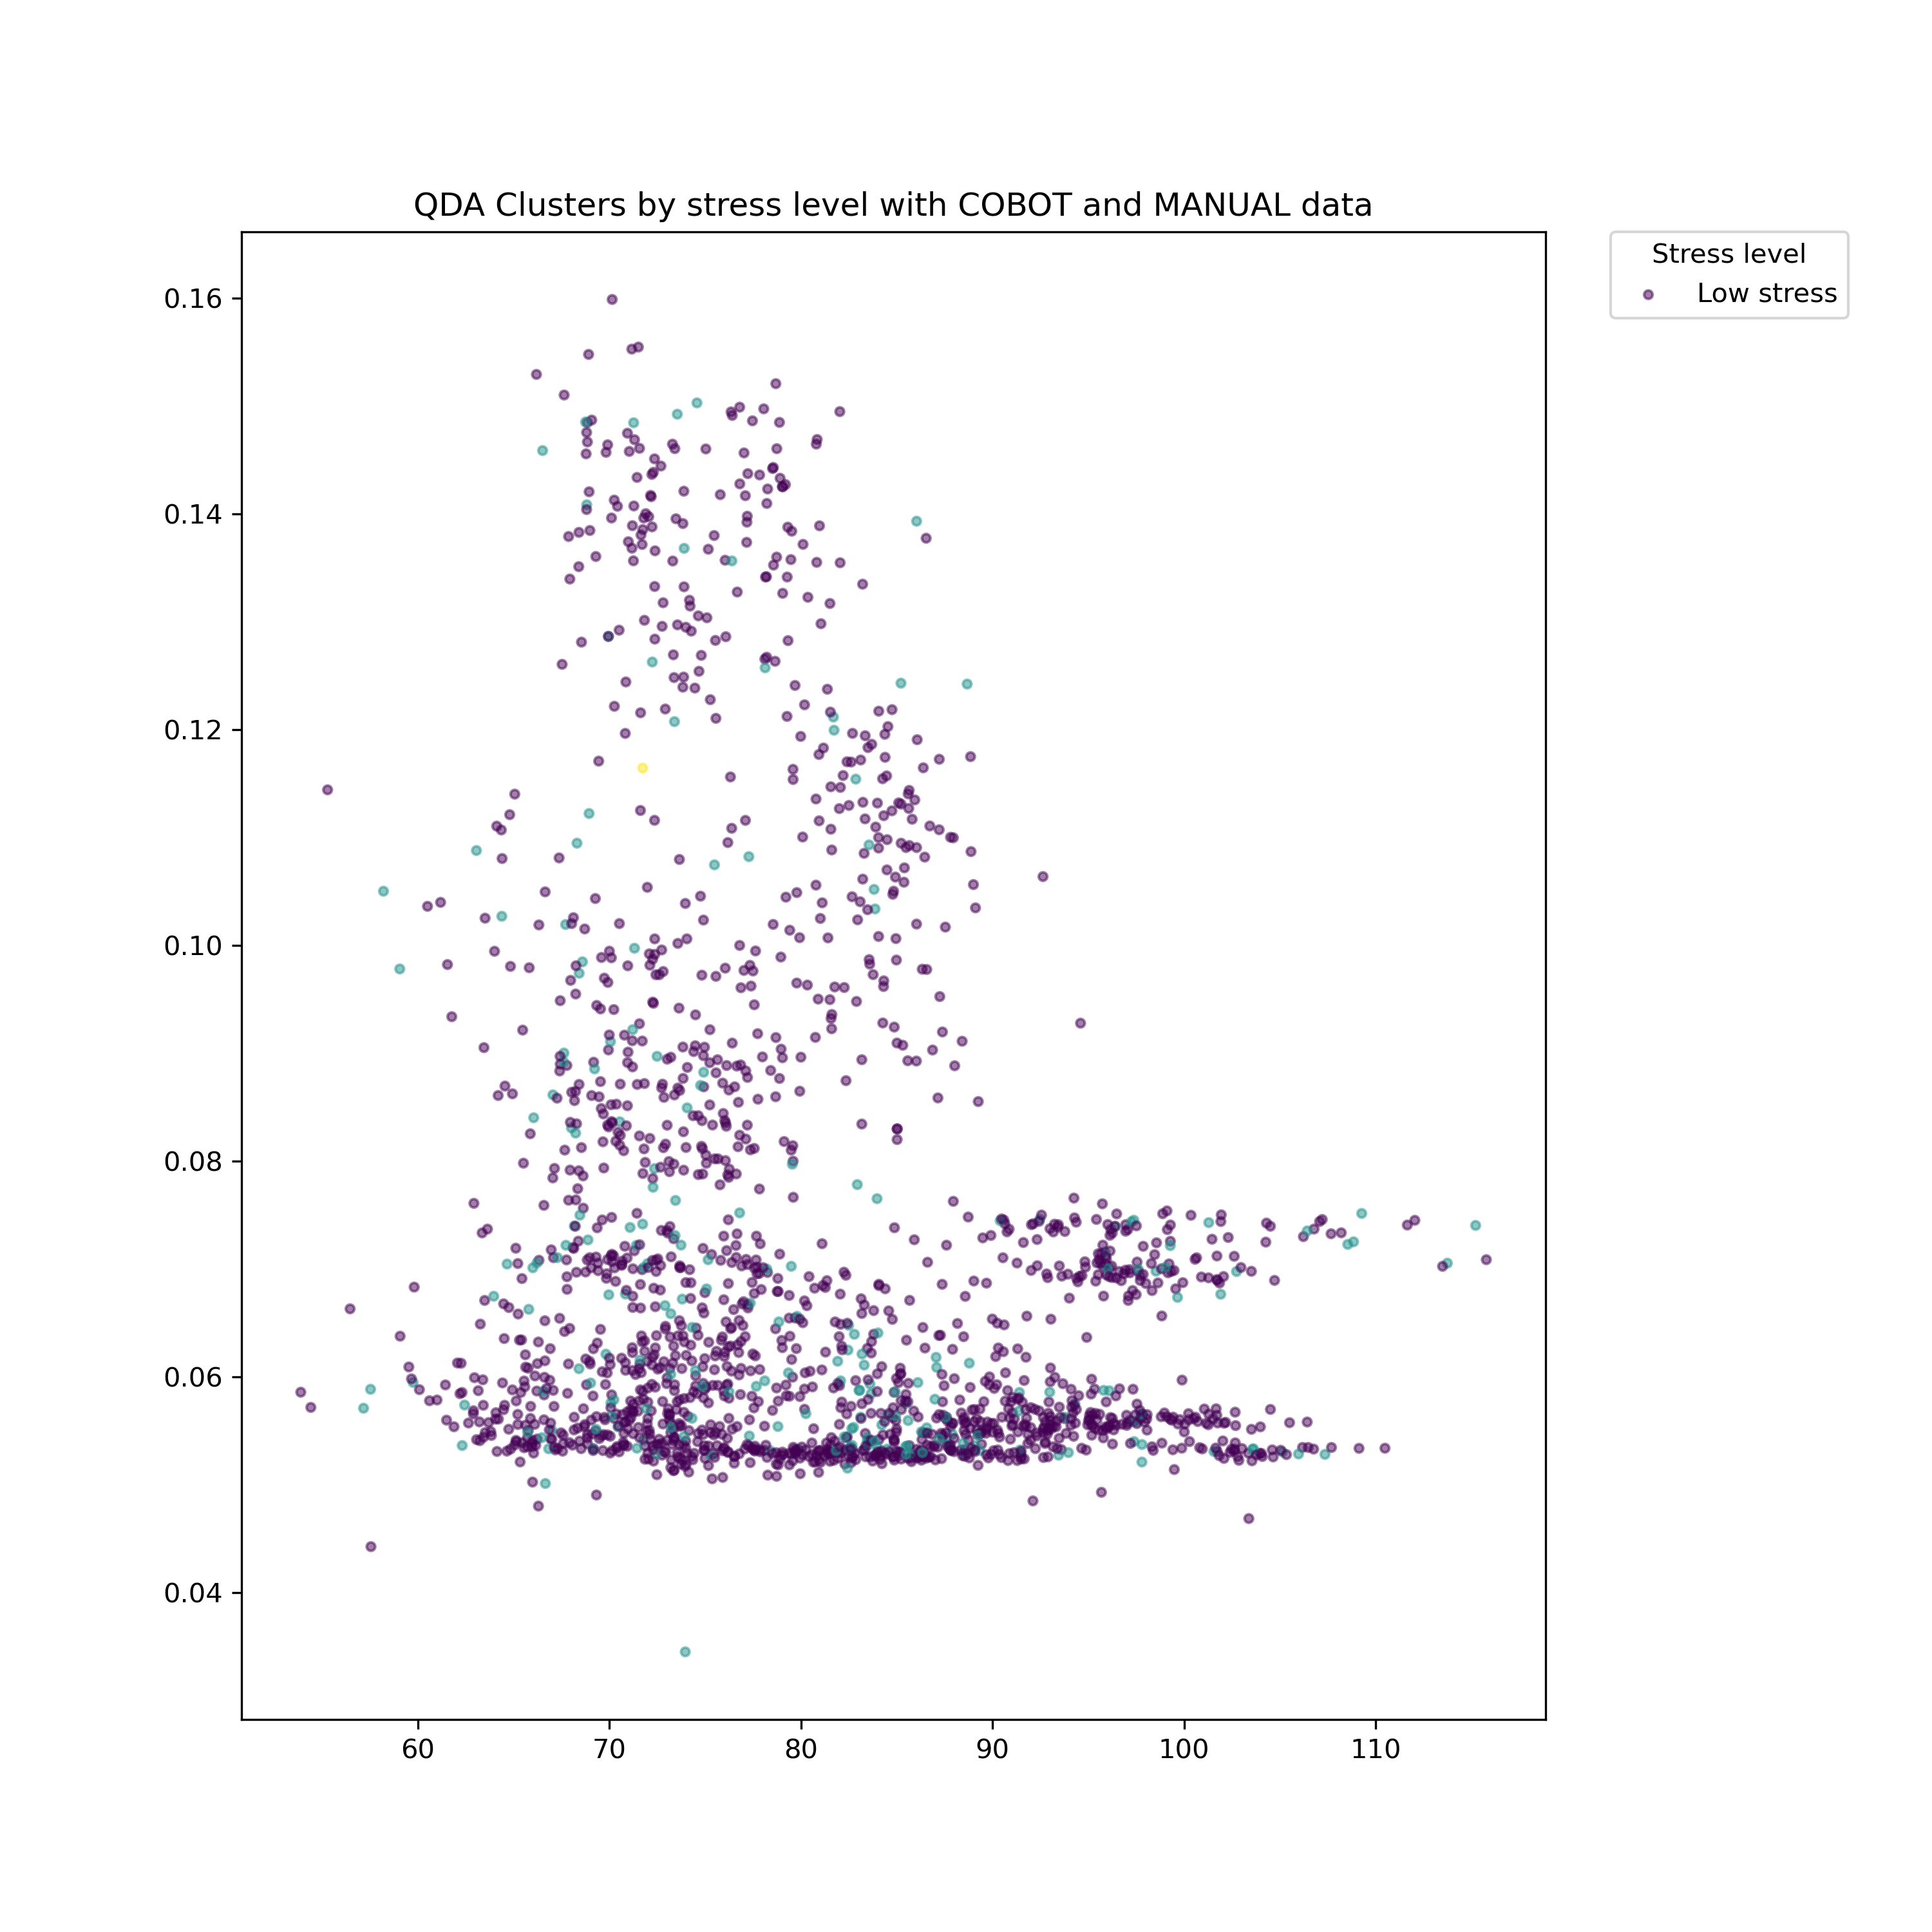 QDA Clusters by stress level with COBOT and MANUAL data
Stress level
Low stress
0.16
0.14
0.12
0.10
0.08
0.06
0.04
60 70 80 90 100 110